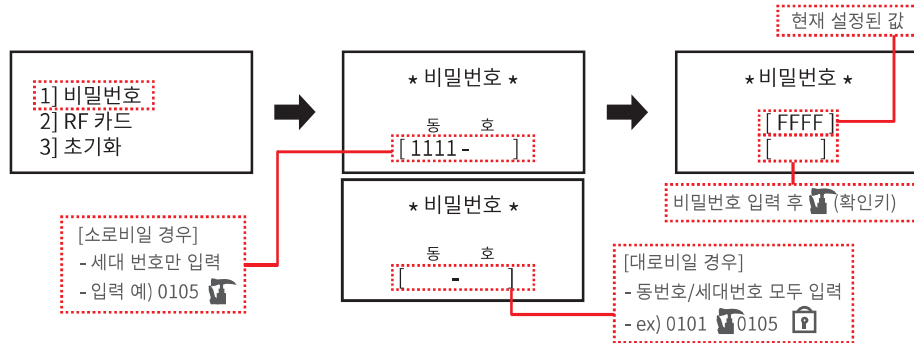 현재 설정된 값
1] 비밀번호
2] RF 카드
3] 초기화
* 비밀번호 *
동 호
[ 1111 - ]
* 비밀번호 *
[ FFFF ]
[ ]
비밀번호 입력 후 (확인키)
* 비밀번호 *
동 호
[ - ]
[소로비일 경우]
- 세대 번호만 입력
- 입력 예) 0105
[대로비일 경우]
- 동번호/세대번호 모두 입력
- ex) 0101 0105